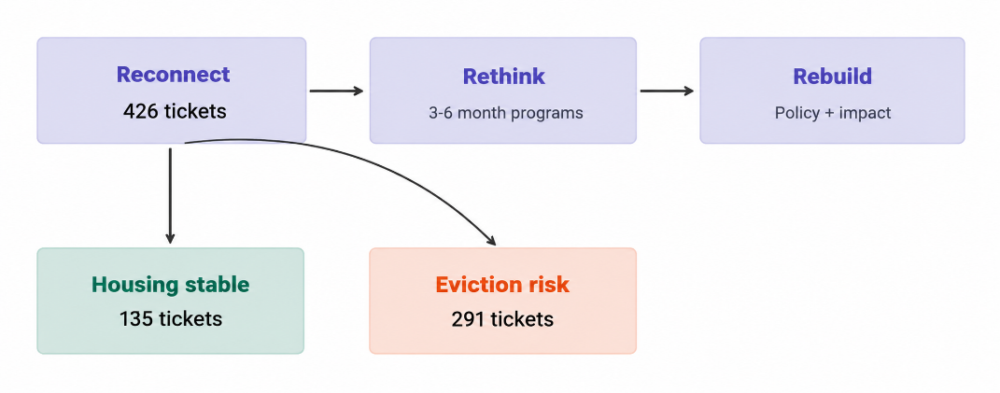 Reconnect
426 tickets
Rethink
3-6 month programs
Rebuild
Policy + impact
Housing stable
135 tickets
Eviction risk
291 tickets